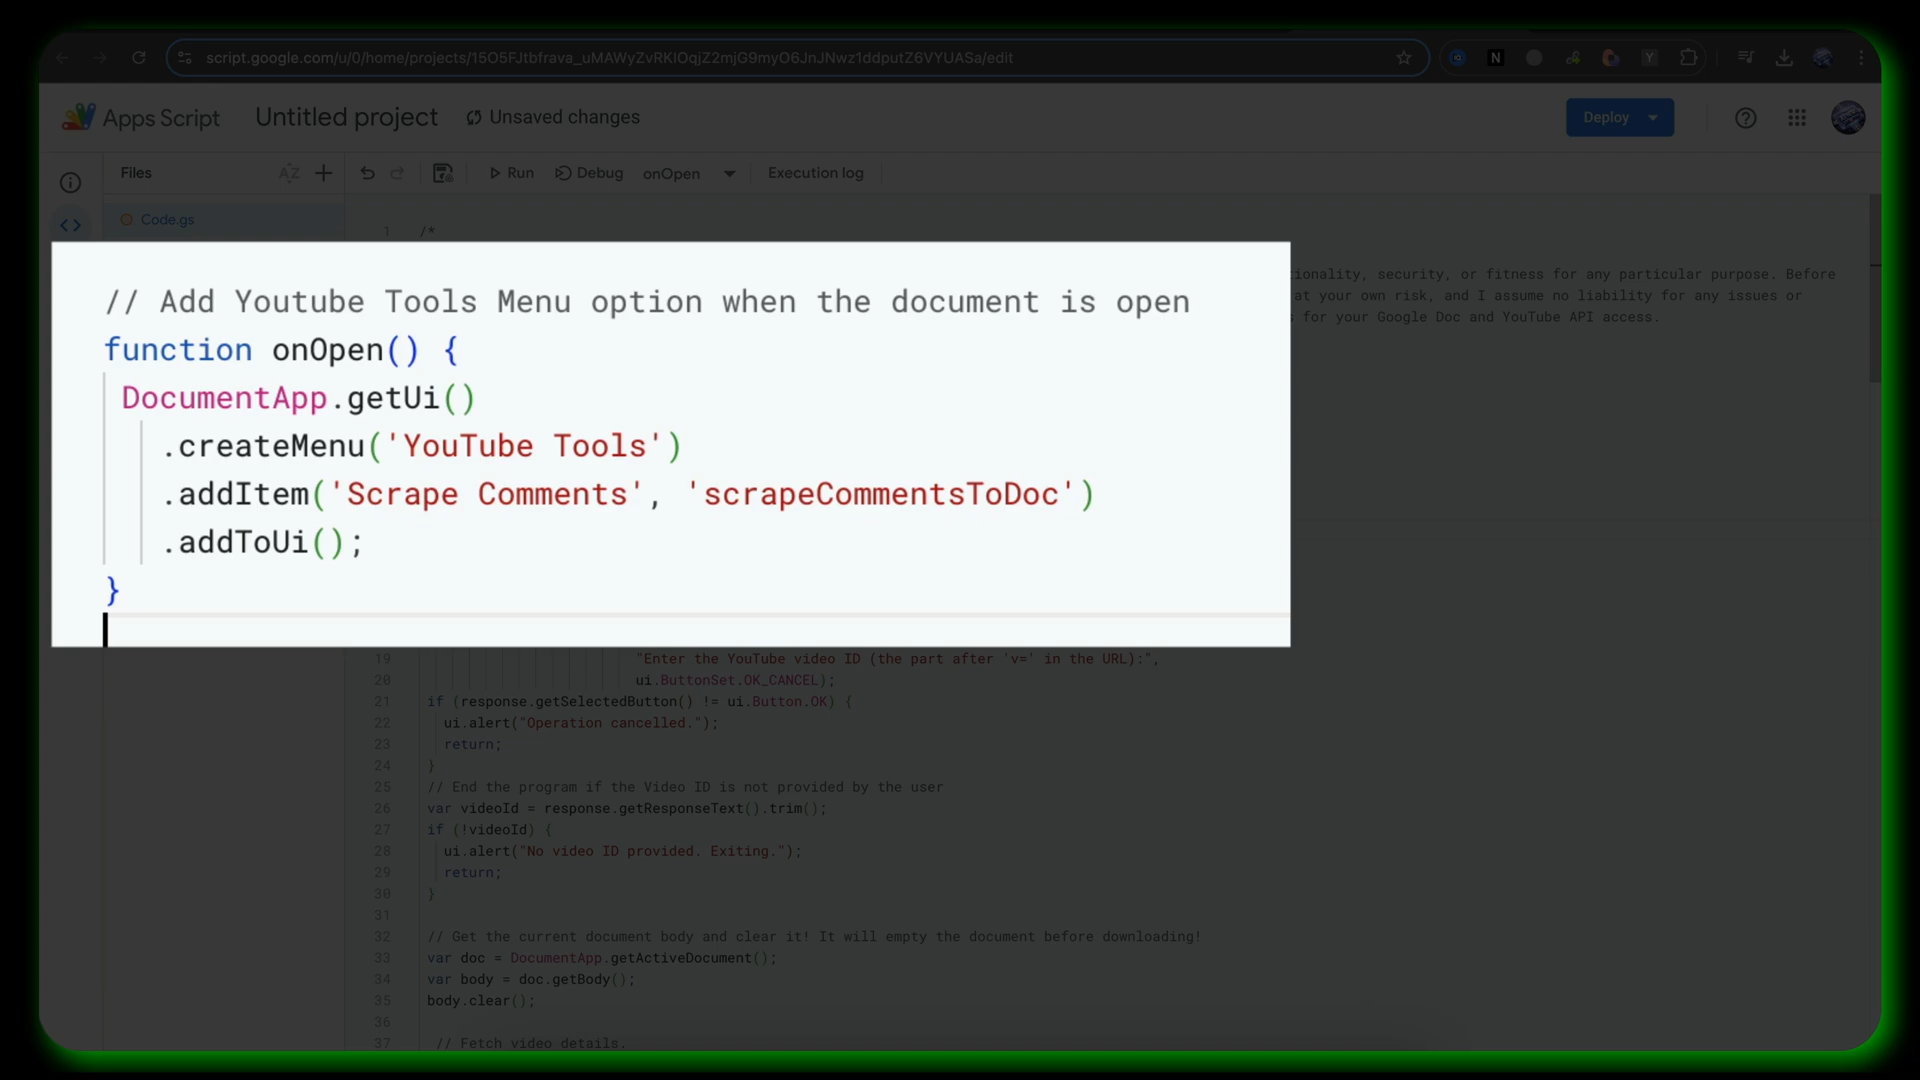 script.google.com/u/0/home/projects/15O5FJtbfrava_uMAWyZvRKIOqjZ2mjG9myO6JnJNwz1ddputZ6VYUASa/edit
Apps Script
Untitled project
Unsaved changes
Deploy
Files
AZ
Run
Debug
onOpen
Execution log
Code.gs
1 /*
ionality, security, or fitness for any particular purpose. Before
at your own risk, and I assume no liability for any issues or
s for your Google Doc and YouTube API access.
// Add Youtube Tools Menu option when the document is open
function onOpen() {
DocumentApp.getUi()
.createMenu('YouTube Tools')
.addItem('Scrape Comments', 'scrapeCommentsToDoc')
.addToUi();
}
19 "Enter the YouTube video ID (the part after 'v=' in the URL):",
20 ui.ButtonSet.OK_CANCEL);
21 if (response.getSelectedButton() != ui.Button.OK) {
22 ui.alert("Operation cancelled.");
23 return;
24 }
25 // End the program if the Video ID is not provided by the user
26 var videoId = response.getResponseText().trim();
27 if (!videoId) {
28 ui.alert("No video ID provided. Exiting.");
29 return;
30 }
31
32 // Get the current document body and clear it! It will empty the document before downloading!
33 var doc = DocumentApp.getActiveDocument();
34 var body = doc.getBody();
35 body.clear();
36
37 // Fetch video details.